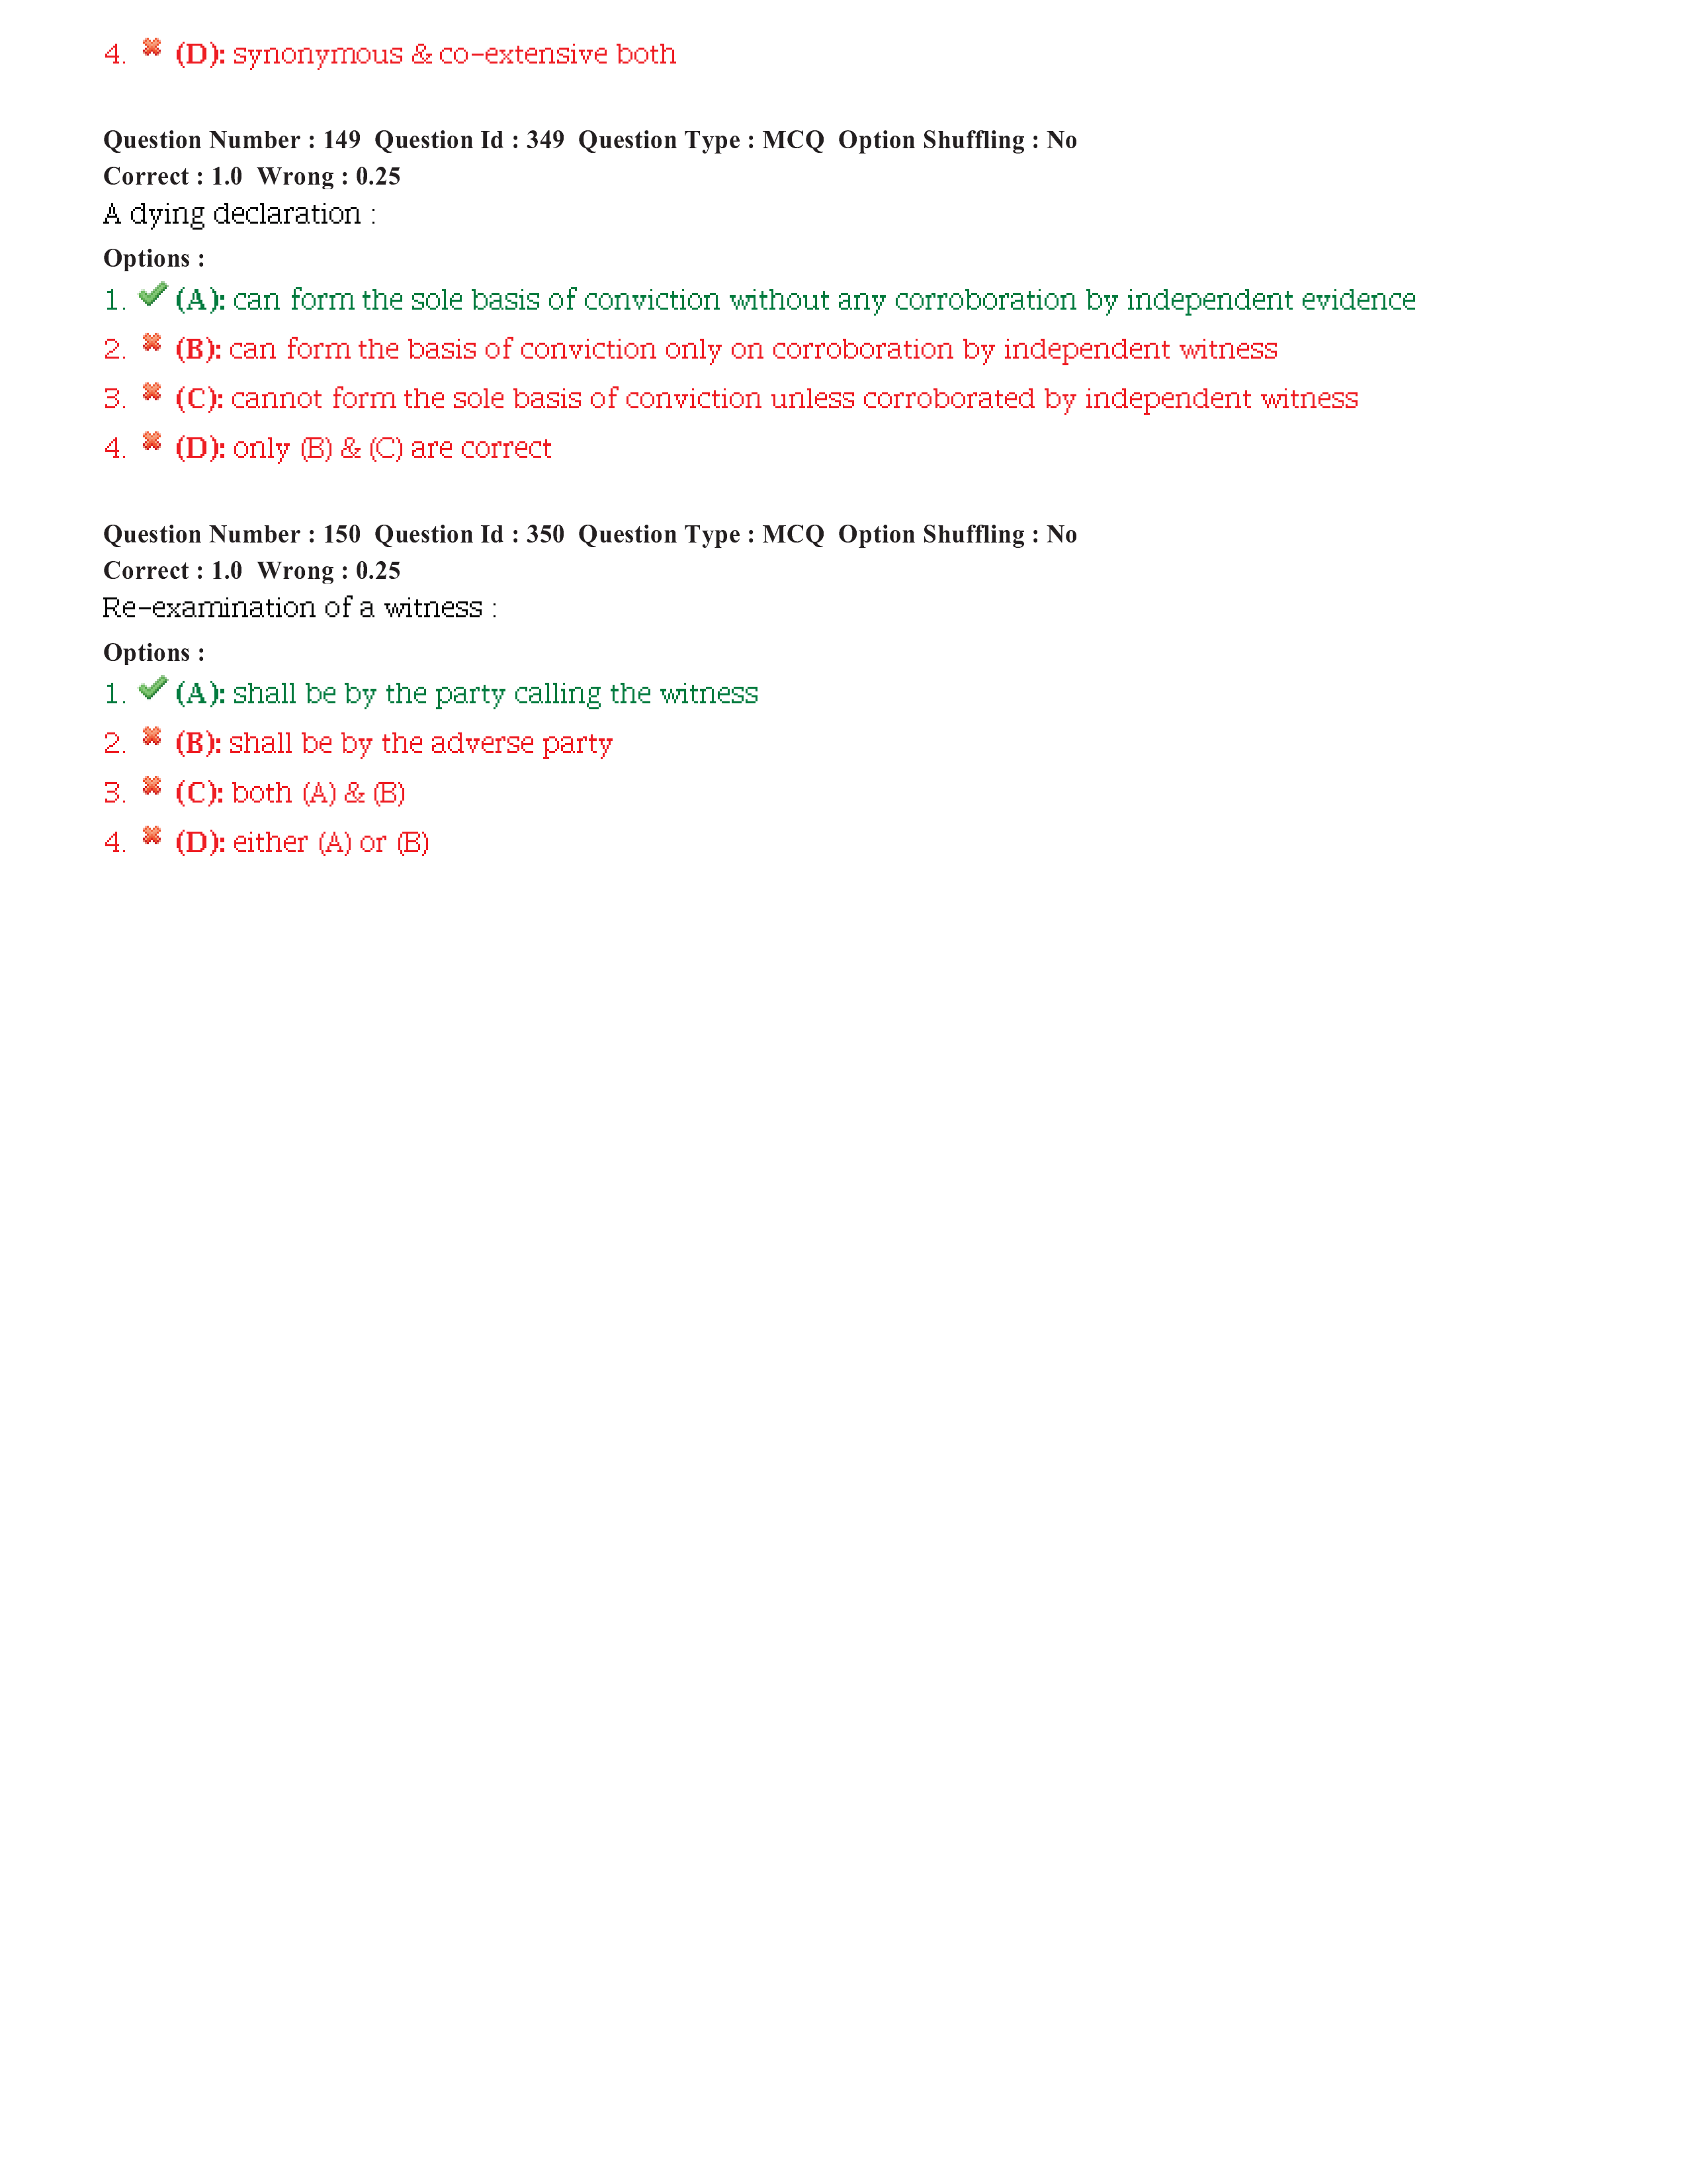 4. (D): synonymous & co-extensive both
Question Number : 149 Question Id : 349 Question Type : MCQ Option Shuffling : No
Correct : 1.0 Wrong : 0.25
A dying declaration :
Options :
1. (A): can form the sole basis of conviction without any corroboration by independent evidence
2. (B): can form the basis of conviction only on corroboration by independent witness
3. (C): cannot form the sole basis of conviction unless corroborated by independent witness
4. (D): only (B) & (C) are correct
Question Number : 150 Question Id : 350 Question Type : MCQ Option Shuffling : No
Correct : 1.0 Wrong : 0.25
Re-examination of a witness :
Options :
1. (A): shall be by the party calling the witness
2. (B): shall be by the adverse party
3. (C): both (A) & (B)
4. (D): either (A) or (B)